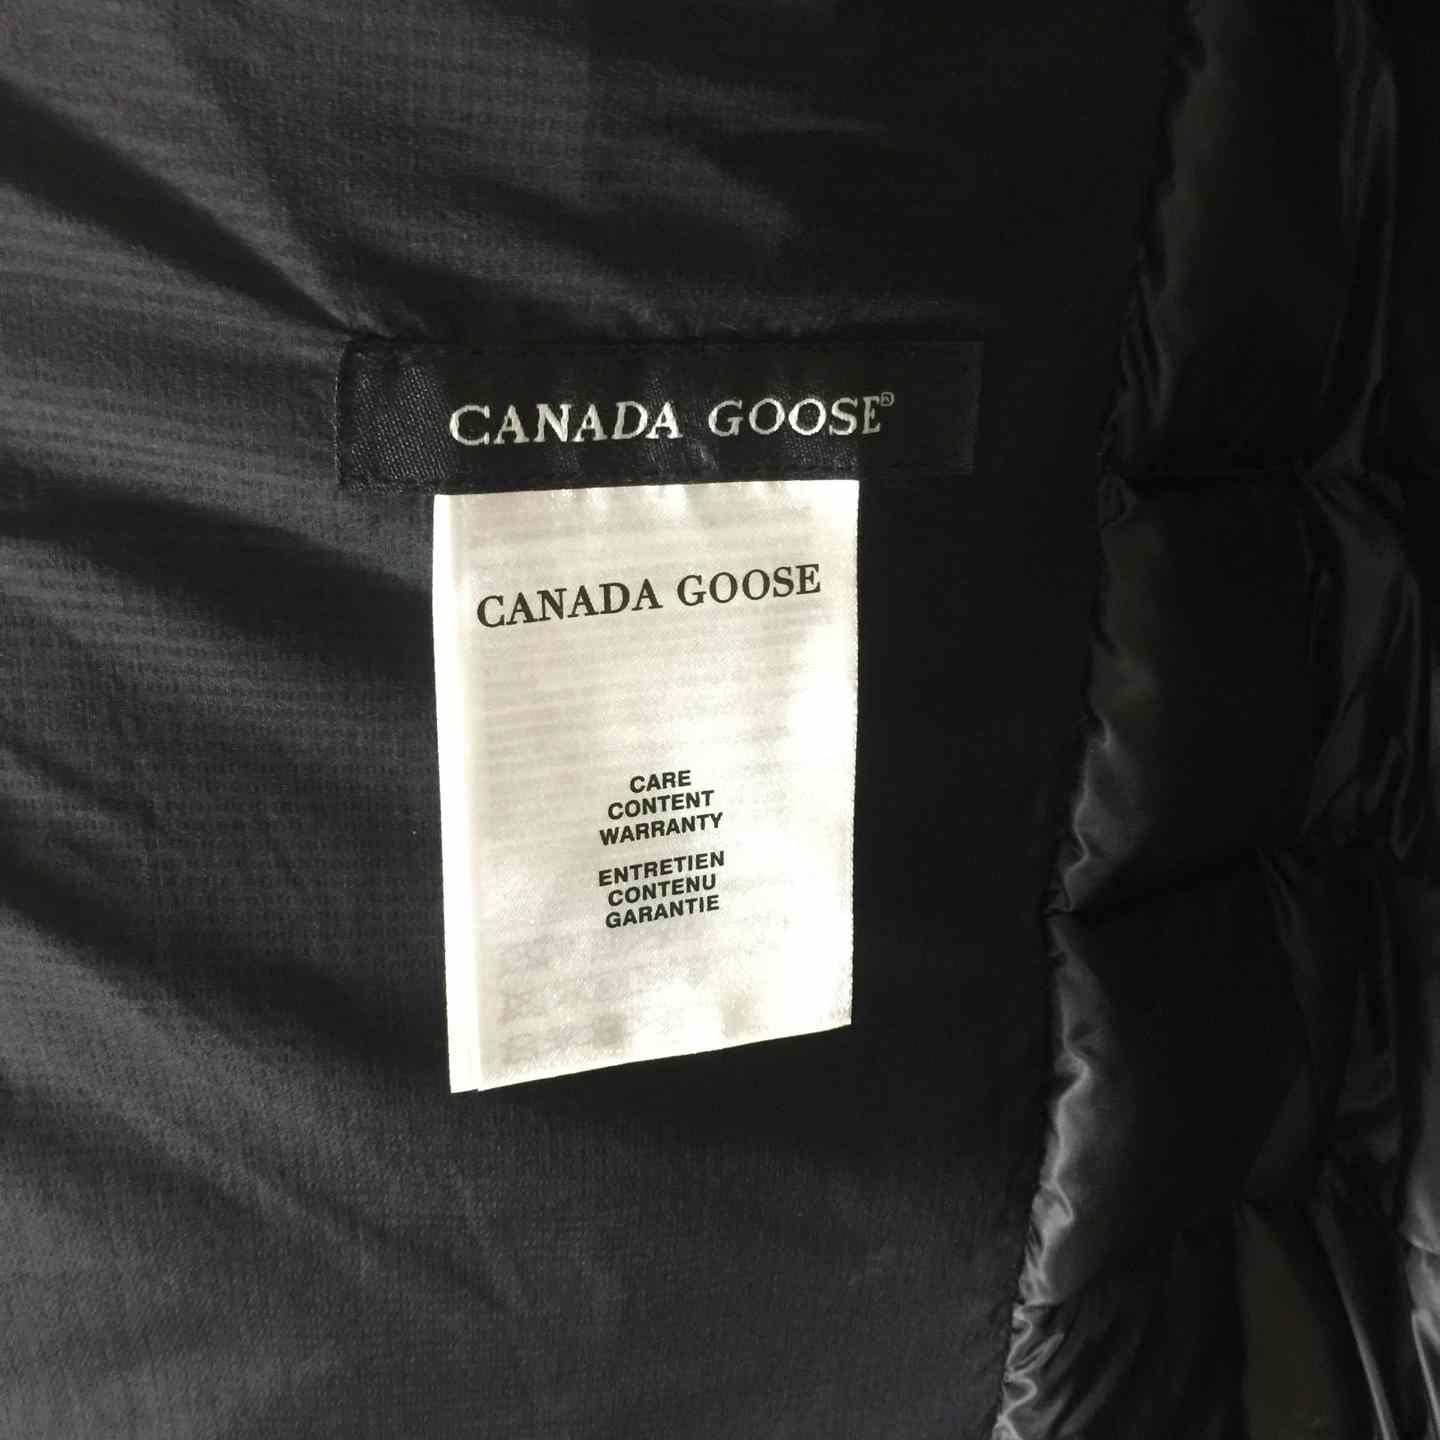 CANADA GOOSE®
CANADA GOOSE
CARE
CONTENT
WARRANTY
ENTRETIEN
CONTENU
GARANTIE